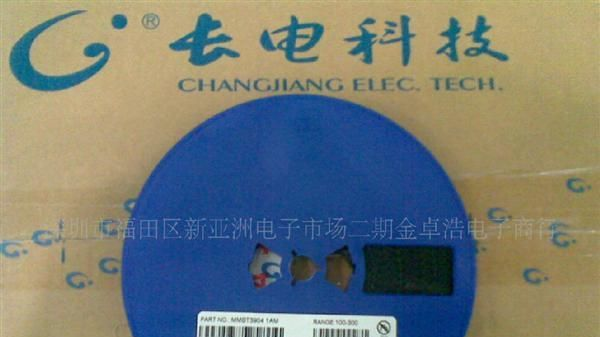 ®
长电科技
CHANGJIANG ELEC. TECH.
圳市福田区新亚洲电子市场二期金卓浩电子商行
PART NO.: MMBT3904 1AM
RANGE 100-300